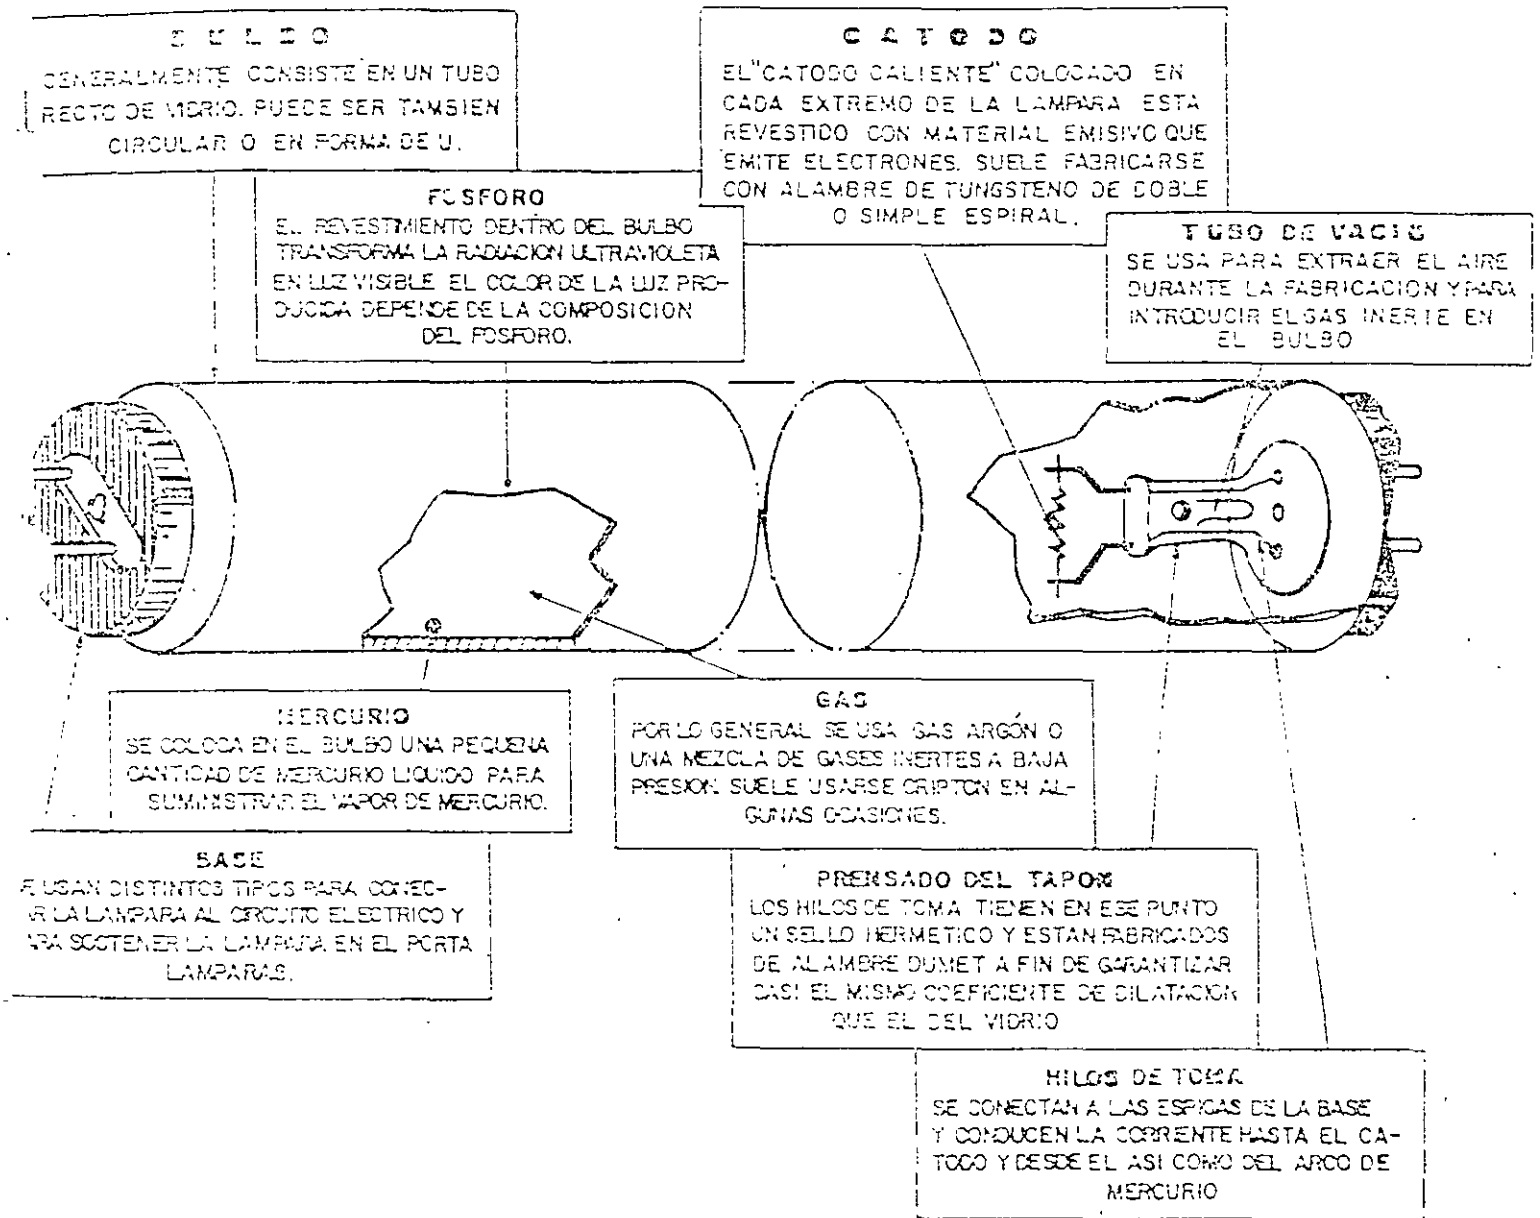 BULBO
GENERALMENTE CONSISTE EN UN TUBO
RECTO DE VIDRIO. PUEDE SER TAMBIEN
CIRCULAR O EN FORMA DE U.
CATODO
EL "CATODO CALIENTE" COLOCADO EN
CADA EXTREMO DE LA LAMPARA ESTA
REVESTIDO CON MATERIAL EMISIVO QUE
EMITE ELECTRONES. SUELE FABRICARSE
CON ALAMBRE DE TUNGSTENO DE DOBLE
O SIMPLE ESPIRAL.
FOSFORO
EL REVESTIMIENTO DENTRO DEL BULBO
TRANSFORMA LA RADIACION ULTRAVIOLETA
EN LUZ VISIBLE EL COLOR DE LA LUZ PRO-
DUCIDA DEPENDE DE LA COMPOSICION
DEL FOSFORO.
TUBO DE VACIO
SE USA PARA EXTRAER EL AIRE
DURANTE LA FABRICACION Y PARA
INTRODUCIR EL GAS INERTE EN
EL BULBO
MERCURIO
SE COLOCA EN EL BULBO UNA PEQUENA
CANTIDAD DE MERCURIO LIQUIDO PARA
SUMINISTRAR EL VAPOR DE MERCURIO.
GAS
POR LO GENERAL SE USA GAS ARGÓN O
UNA MEZCLA DE GASES INERTES A BAJA
PRESION. SUELE USARSE CRIPTON EN AL-
GUNAS OCASIONES.
BASE
USAN DISTINTOS TIPOS PARA CONEC-
AR LA LAMPARA AL CIRCUITO ELECTRICO Y
ARA SOSTENER LA LAMPARA EN EL PORTA
LAMPARAS.
PRENSADO DEL TAPON
LOS HILOS DE TOMA TIENEN EN ESE PUNTO
UN SELLO HERMETICO Y ESTAN FABRICADOS
DE ALAMBRE DUMET A FIN DE GARANTIZAR
CASI EL MISMO COEFICIENTE DE DILATACION
QUE EL DEL VIDRIO
HILOS DE TOMA
SE CONECTAN A LAS ESPIGAS DE LA BASE
Y CONDUCEN LA CORRIENTE HASTA EL CA-
TODO Y DESDE EL ASI COMO DEL ARCO DE
MERCURIO